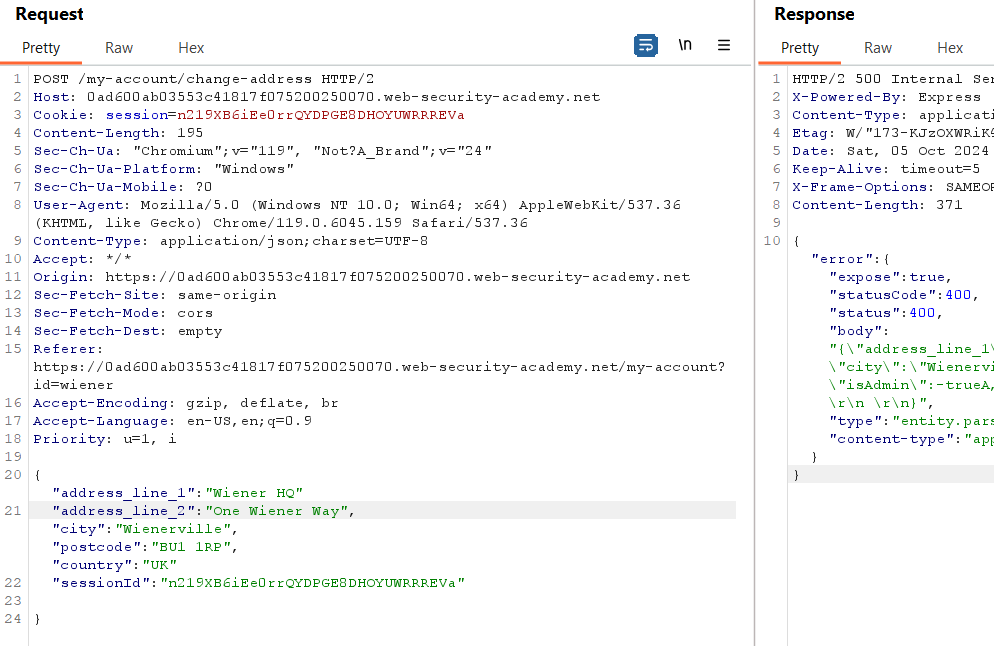 Request
Pretty Raw Hex
\n
1 POST /my-account/change-address HTTP/2
2 Host: 0ad600ab03553c41817f075200250070.web-security-academy.net
3 Cookie: session=n219XB6iEe0rrQYDPGE8DHOYUWRRREVa
4 Content-Length: 195
5 Sec-Ch-Ua: "Chromium";v="119", "Not?A_Brand";v="24"
6 Sec-Ch-Ua-Platform: "Windows"
7 Sec-Ch-Ua-Mobile: ?0
8 User-Agent: Mozilla/5.0 (Windows NT 10.0; Win64; x64) AppleWebKit/537.36
(KHTML, like Gecko) Chrome/119.0.6045.159 Safari/537.36
9 Content-Type: application/json;charset=UTF-8
10 Accept: */*
11 Origin: https://0ad600ab03553c41817f075200250070.web-security-academy.net
12 Sec-Fetch-Site: same-origin
13 Sec-Fetch-Mode: cors
14 Sec-Fetch-Dest: empty
15 Referer:
https://0ad600ab03553c41817f075200250070.web-security-academy.net/my-account?
id=wiener
16 Accept-Encoding: gzip, deflate, br
17 Accept-Language: en-US,en;q=0.9
18 Priority: u=1, i
19
20 {
"address_line_1":"Wiener HQ"
21 "address_line_2":"One Wiener Way",
"city":"Wienerville",
"postcode":"BU1 1RP",
"country":"UK"
22 "sessionId":"n219XB6iEe0rrQYDPGE8DHOYUWRRREVa"
23
24 }
Response
Pretty Raw Hex
1 HTTP/2 500 Internal Ser
2 X-Powered-By: Express
3 Content-Type: applicati
4 Etag: W/"173-KJzOXWRiK
5 Date: Sat, 05 Oct 2024
6 Keep-Alive: timeout=5
7 X-Frame-Options: SAMEOR
8 Content-Length: 371
9
10 {
"error":{
"expose":true,
"statusCode":400,
"status":400,
"body":
"{\"address_line_1\
\"city\":\"Wienervi
\"isAdmin\":-trueA,
\r\n \r\n}",
"type":"entity.pars
"content-type":"app
}
}